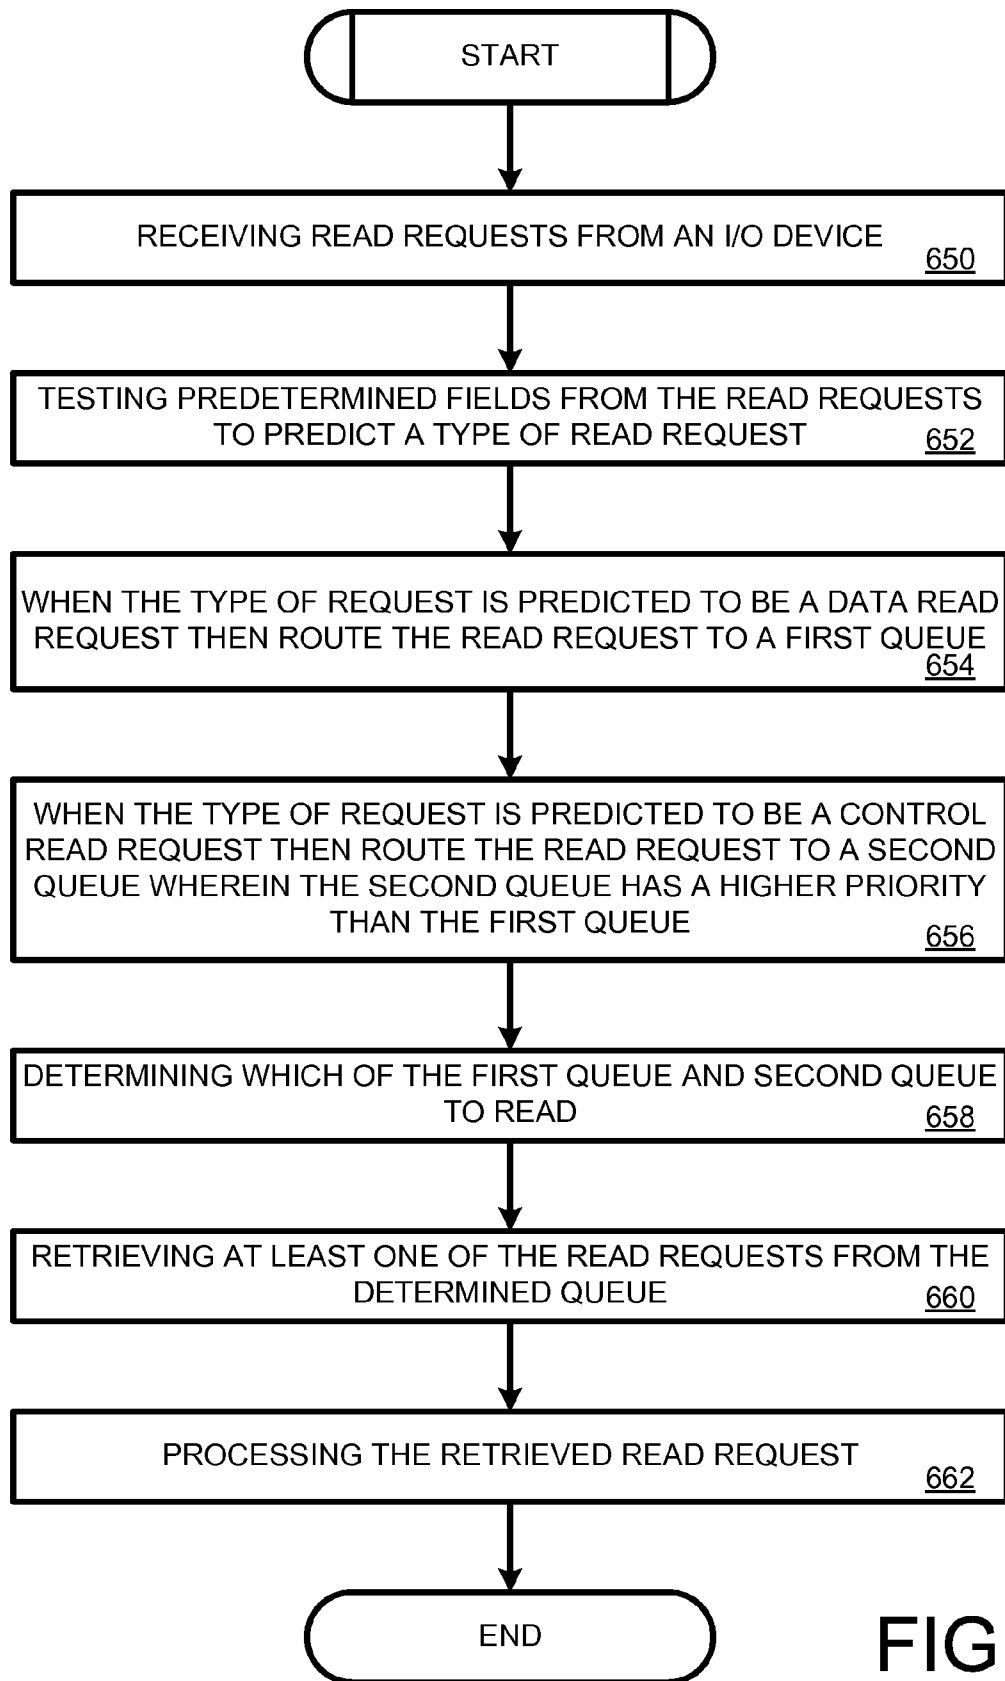 START
RECEIVING READ REQUESTS FROM AN I/O DEVICE
650
TESTING PREDETERMINED FIELDS FROM THE READ REQUESTS
TO PREDICT A TYPE OF READ REQUEST
652
WHEN THE TYPE OF REQUEST IS PREDICTED TO BE A DATA READ
REQUEST THEN ROUTE THE READ REQUEST TO A FIRST QUEUE
654
WHEN THE TYPE OF REQUEST IS PREDICTED TO BE A CONTROL
READ REQUEST THEN ROUTE THE READ REQUEST TO A SECOND
QUEUE WHEREIN THE SECOND QUEUE HAS A HIGHER PRIORITY
THAN THE FIRST QUEUE
656
DETERMINING WHICH OF THE FIRST QUEUE AND SECOND QUEUE
TO READ
658
RETRIEVING AT LEAST ONE OF THE READ REQUESTS FROM THE
DETERMINED QUEUE
660
PROCESSING THE RETRIEVED READ REQUEST
662
END
FIG